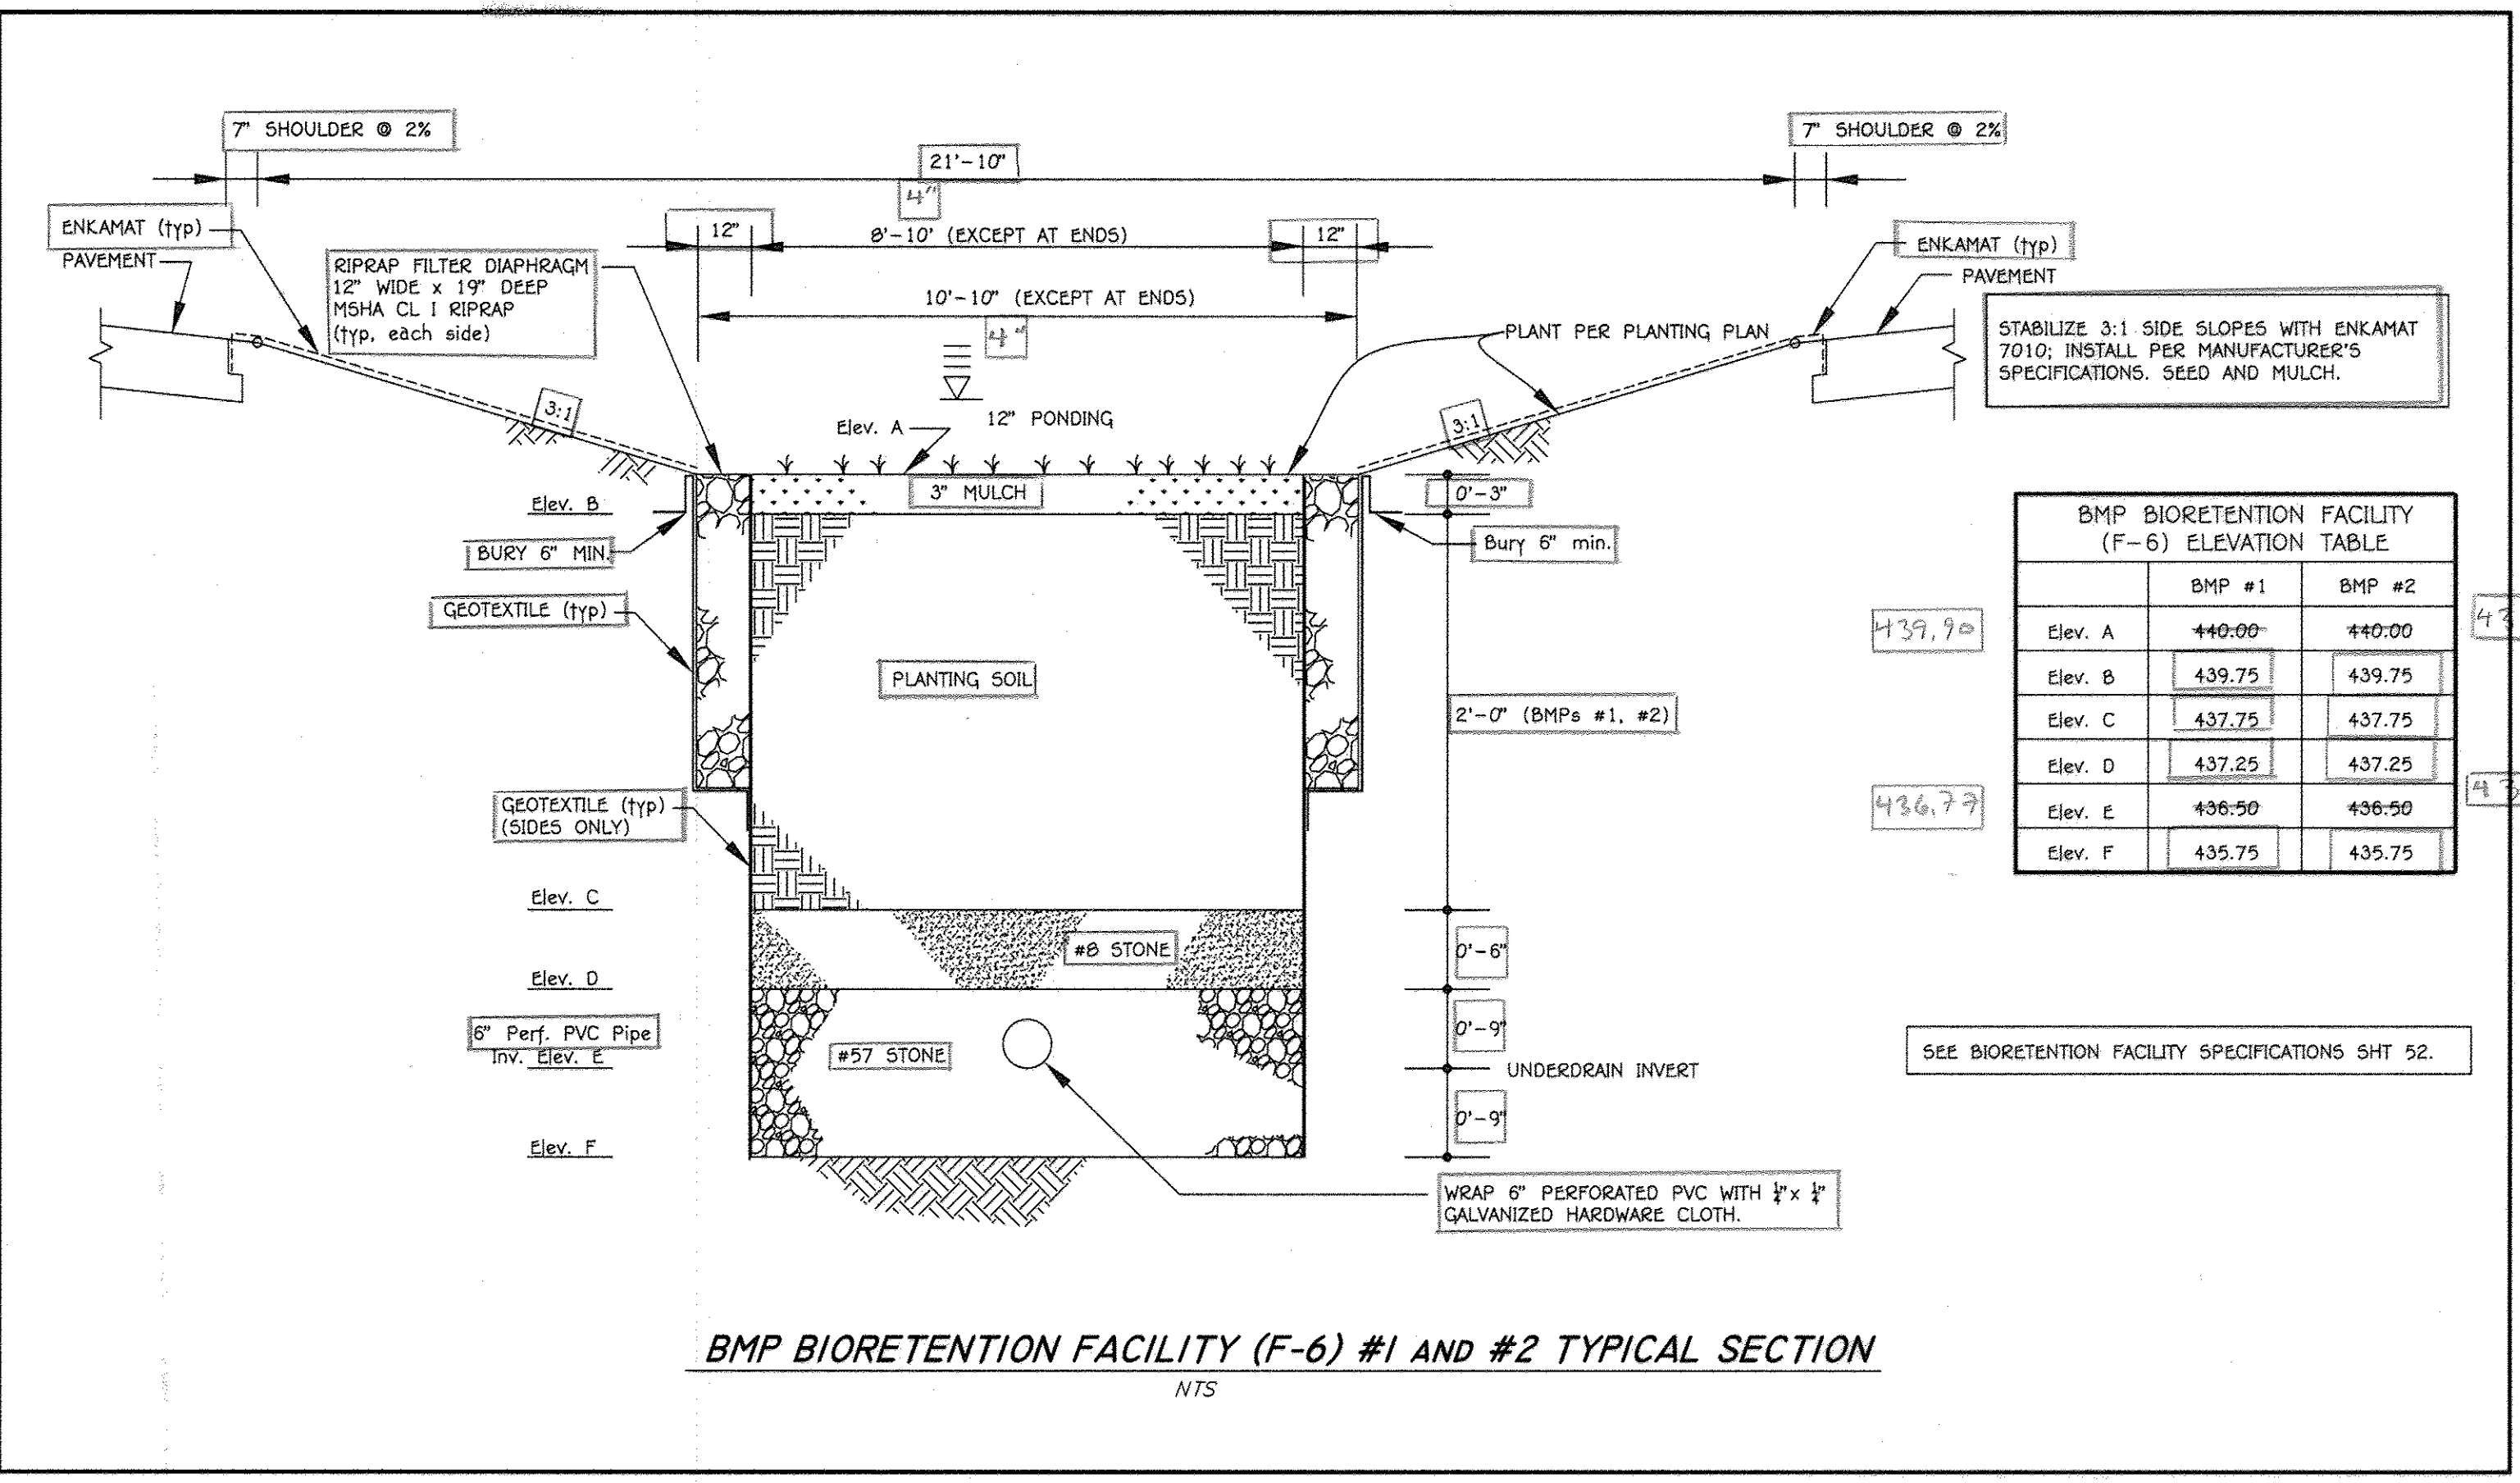 7" SHOULDER @ 2%
7" SHOULDER @ 2%
21'-10"
4"
ENKAMAT (typ)
12"
8'-10' (EXCEPT AT ENDS)
12"
ENKAMAT (typ)
PAVEMENT
RIPRAP FILTER DIAPHRAGM
12" WIDE x 19" DEEP
MSHA CL I RIPRAP
(typ, each side)
10'-10" (EXCEPT AT ENDS)
4"
PAVEMENT
PLANT PER PLANTING PLAN
STABILIZE 3:1 SIDE SLOPES WITH ENKAMAT
7010; INSTALL PER MANUFACTURER'S
SPECIFICATIONS. SEED AND MULCH.
3:1
Elev. A
12" PONDING
3:1
Elev. B
3" MULCH
0'-3"
BURY 6" MIN.
Bury 6" min.
GEOTEXTILE (typ)
PLANTING SOIL
2'-0" (BMPs #1, #2)
BMP BIORETENTION FACILITY
(F-6) ELEVATION TABLE
BMP #1 BMP #2
439.90 Elev. A 440.00 440.00 43
Elev. B 439.75 439.75
Elev. C 437.75 437.75
Elev. D 437.25 437.25
436.77 Elev. E 436.50 436.50 43
Elev. F 435.75 435.75
GEOTEXTILE (typ)
(SIDES ONLY)
Elev. C
#8 STONE
0'-6"
Elev. D
6" Perf. PVC Pipe
Inv. Elev. E
#57 STONE
0'-9"
UNDERDRAIN INVERT
0'-9"
SEE BIORETENTION FACILITY SPECIFICATIONS SHT 52.
Elev. F
WRAP 6" PERFORATED PVC WITH ¼"x ¼"
GALVANIZED HARDWARE CLOTH.
BMP BIORETENTION FACILITY (F-6) #1 AND #2 TYPICAL SECTION
NTS